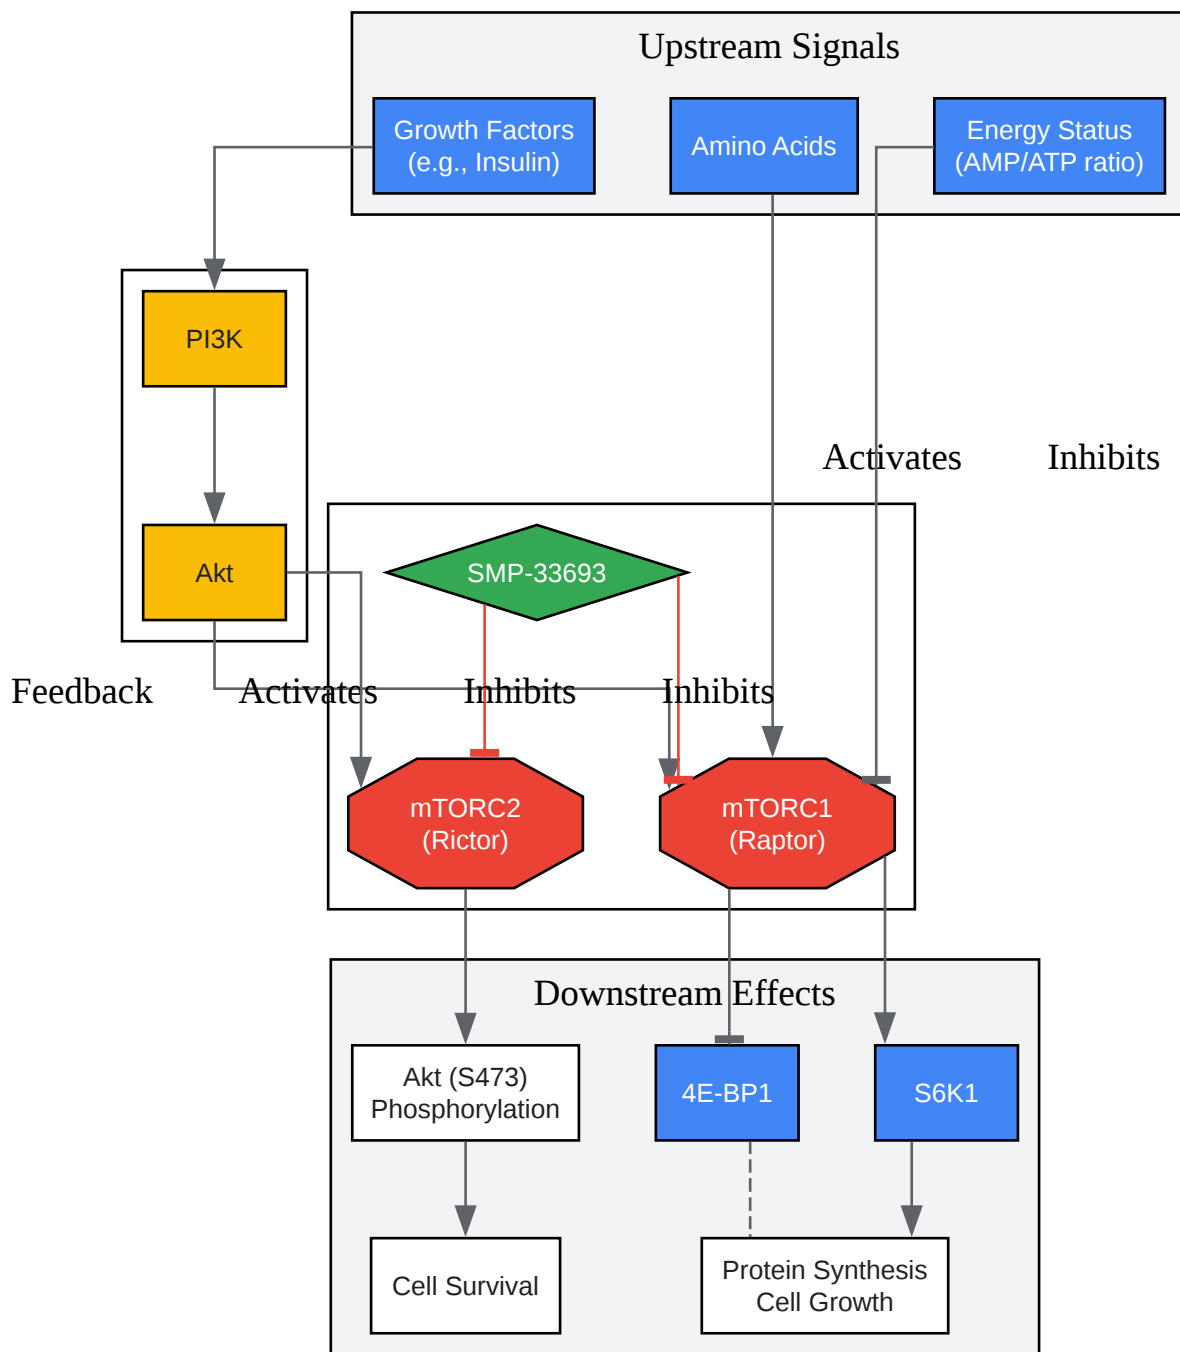 Upstream Signals
Growth Factors
(e.g., Insulin)
Amino Acids
Energy Status
(AMP/ATP ratio)
PI3K
Activates
Inhibits
Akt
SMP-33693
Feedback
Activates
Inhibits
Inhibits
mTORC2
(Rictor)
mTORC1
(Raptor)
Downstream Effects
Akt (S473)
Phosphorylation
4E-BP1
S6K1
Cell Survival
Protein Synthesis
Cell Growth